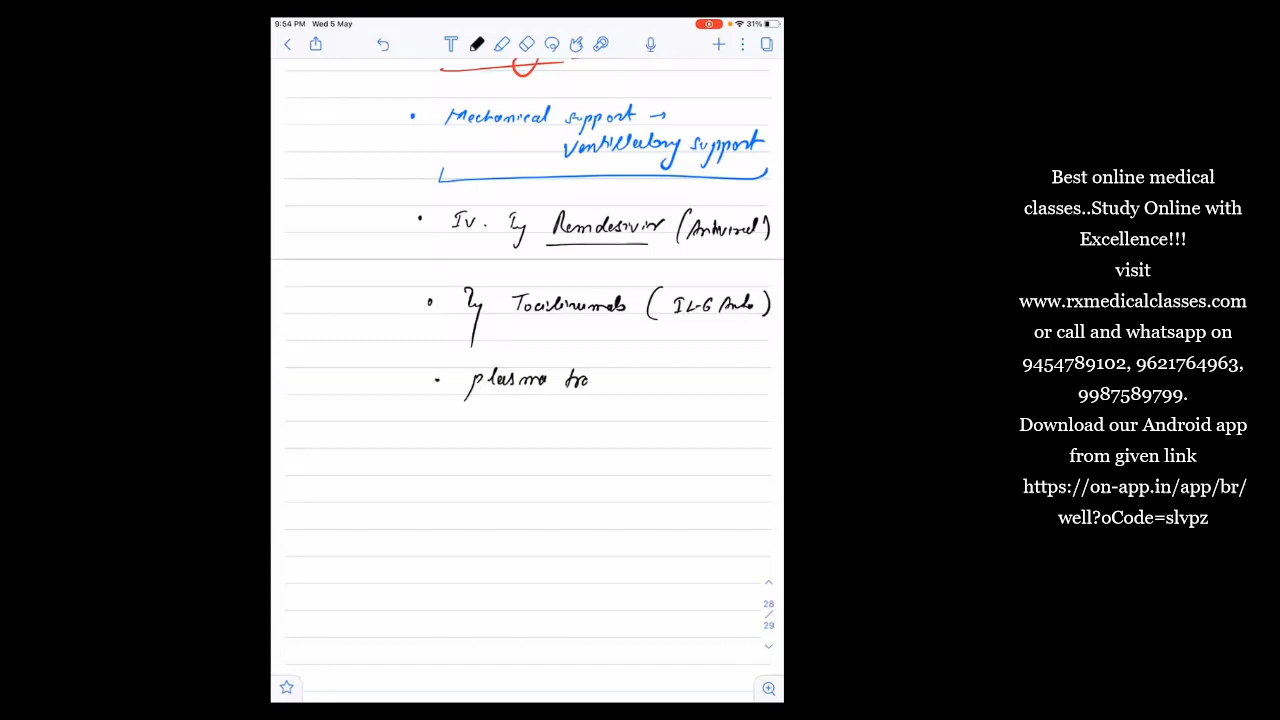 9:54 PM Wed 5 May
31%
• Mechanical support →
Ventillatory support
• Iv. Inj Remdesivir (Antiviral)
• Inj Tocilizumab (IL-6 Anta)
• plasma tra
28
/
29
Best online medical
classes..Study Online with
Excellence!!!
visit
www.rxmedicalclasses.com
or call and whatsapp on
9454789102, 9621764963,
9987589799.
Download our Android app
from given link
https://on-app.in/app/br/
well?oCode=slvpz